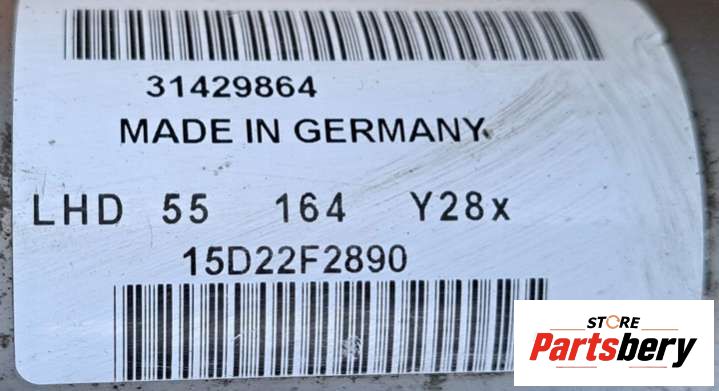 31429864
MADE IN GERMANY
LHD 55 164 Y28x
15D22F2890
STORE
Partsbery